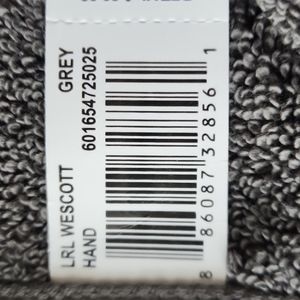 LRL WESCOTT GREY
HAND 601654725025
8 86087 32856 1